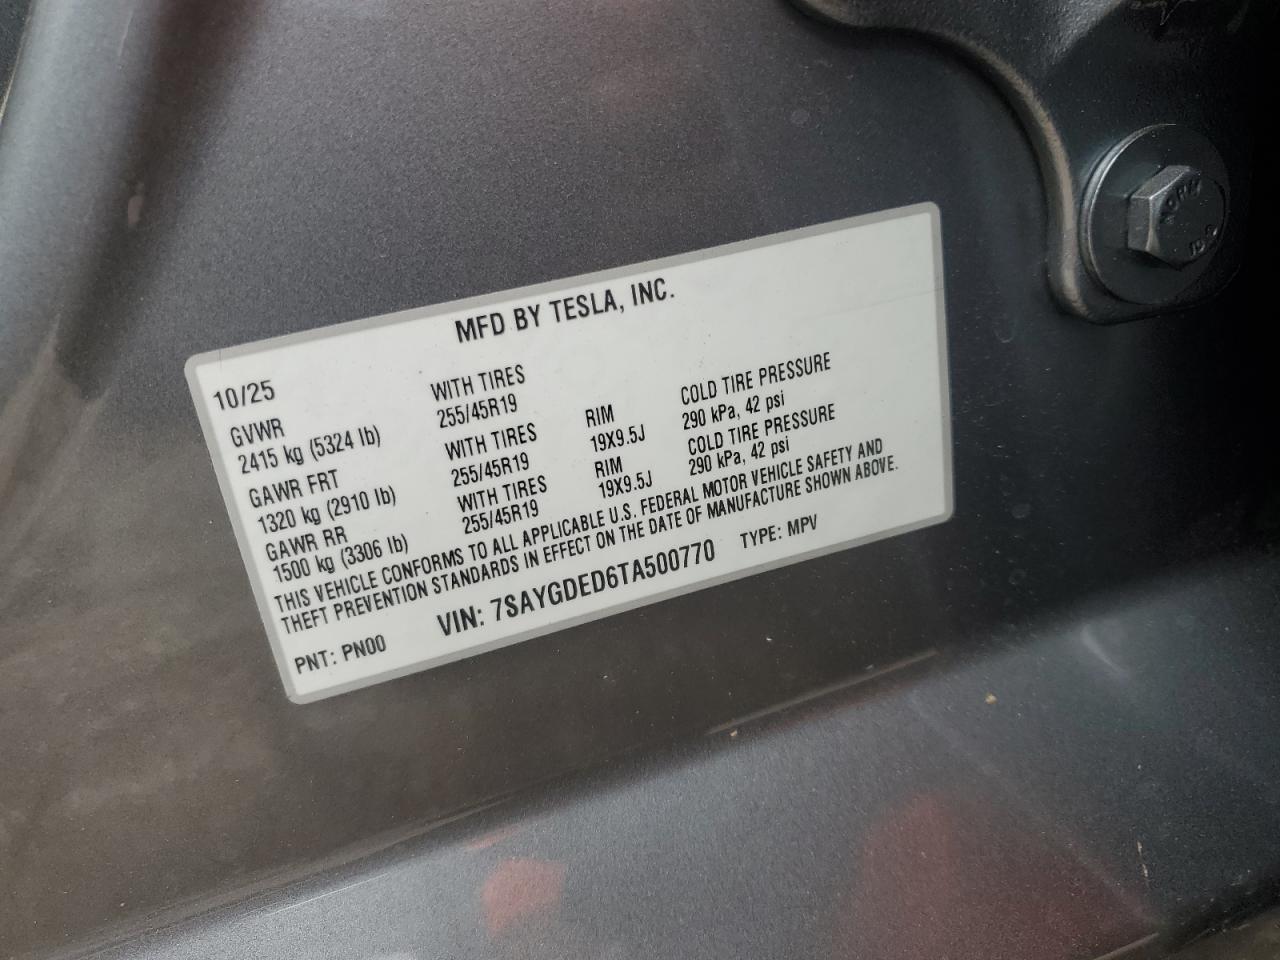 MFD BY TESLA, INC.
10/25
GVWR WITH TIRES
2415 kg (5324 lb) 255/45R19
GAWR FRT WITH TIRES RIM COLD TIRE PRESSURE
1320 kg (2910 lb) 255/45R19 19X9.5J 290 kPa, 42 psi
GAWR RR WITH TIRES RIM COLD TIRE PRESSURE
1500 kg (3306 lb) 255/45R19 19X9.5J 290 kPa, 42 psi
THIS VEHICLE CONFORMS TO ALL APPLICABLE U.S. FEDERAL MOTOR VEHICLE SAFETY AND
THEFT PREVENTION STANDARDS IN EFFECT ON THE DATE OF MANUFACTURE SHOWN ABOVE.
PNT: PN00 VIN: 7SAYGDED6TA500770 TYPE: MPV